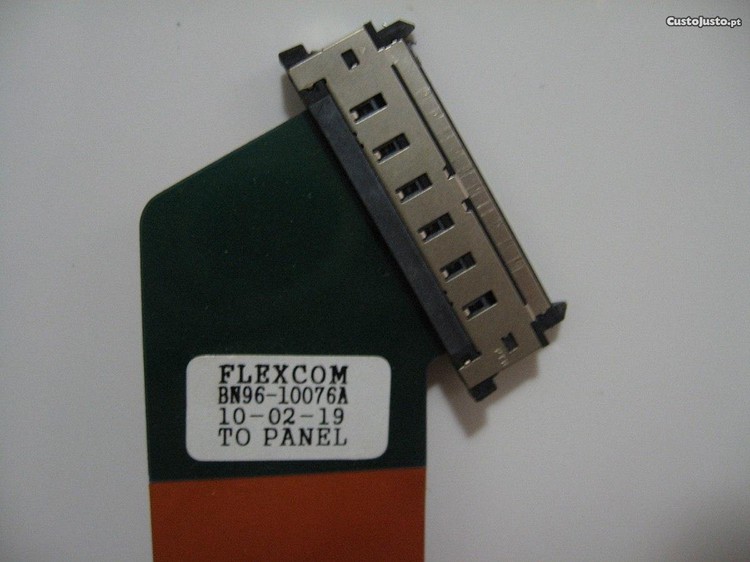 CustoJusto.pt
FLEXCOM
BN96-10076A
10-02-19
TO PANEL